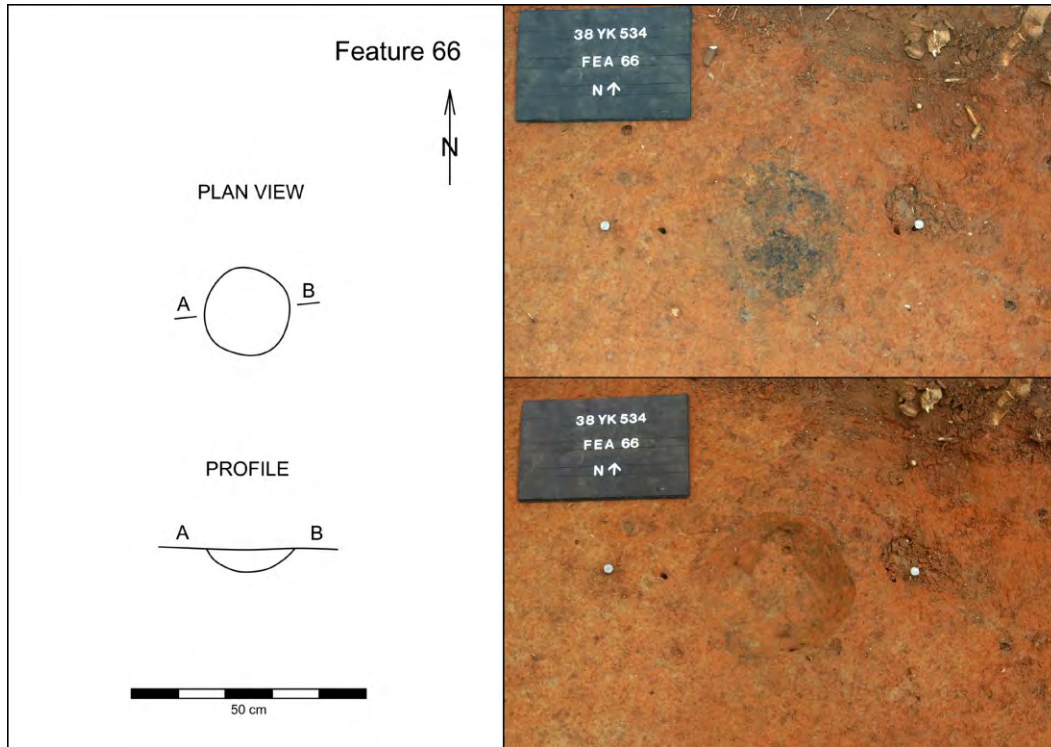 Feature 66
N
PLAN VIEW
A
B
PROFILE
A
B
50 cm
38 YK 534
FEA 66
N ↑
38 YK 534
FEA 66
N ↑